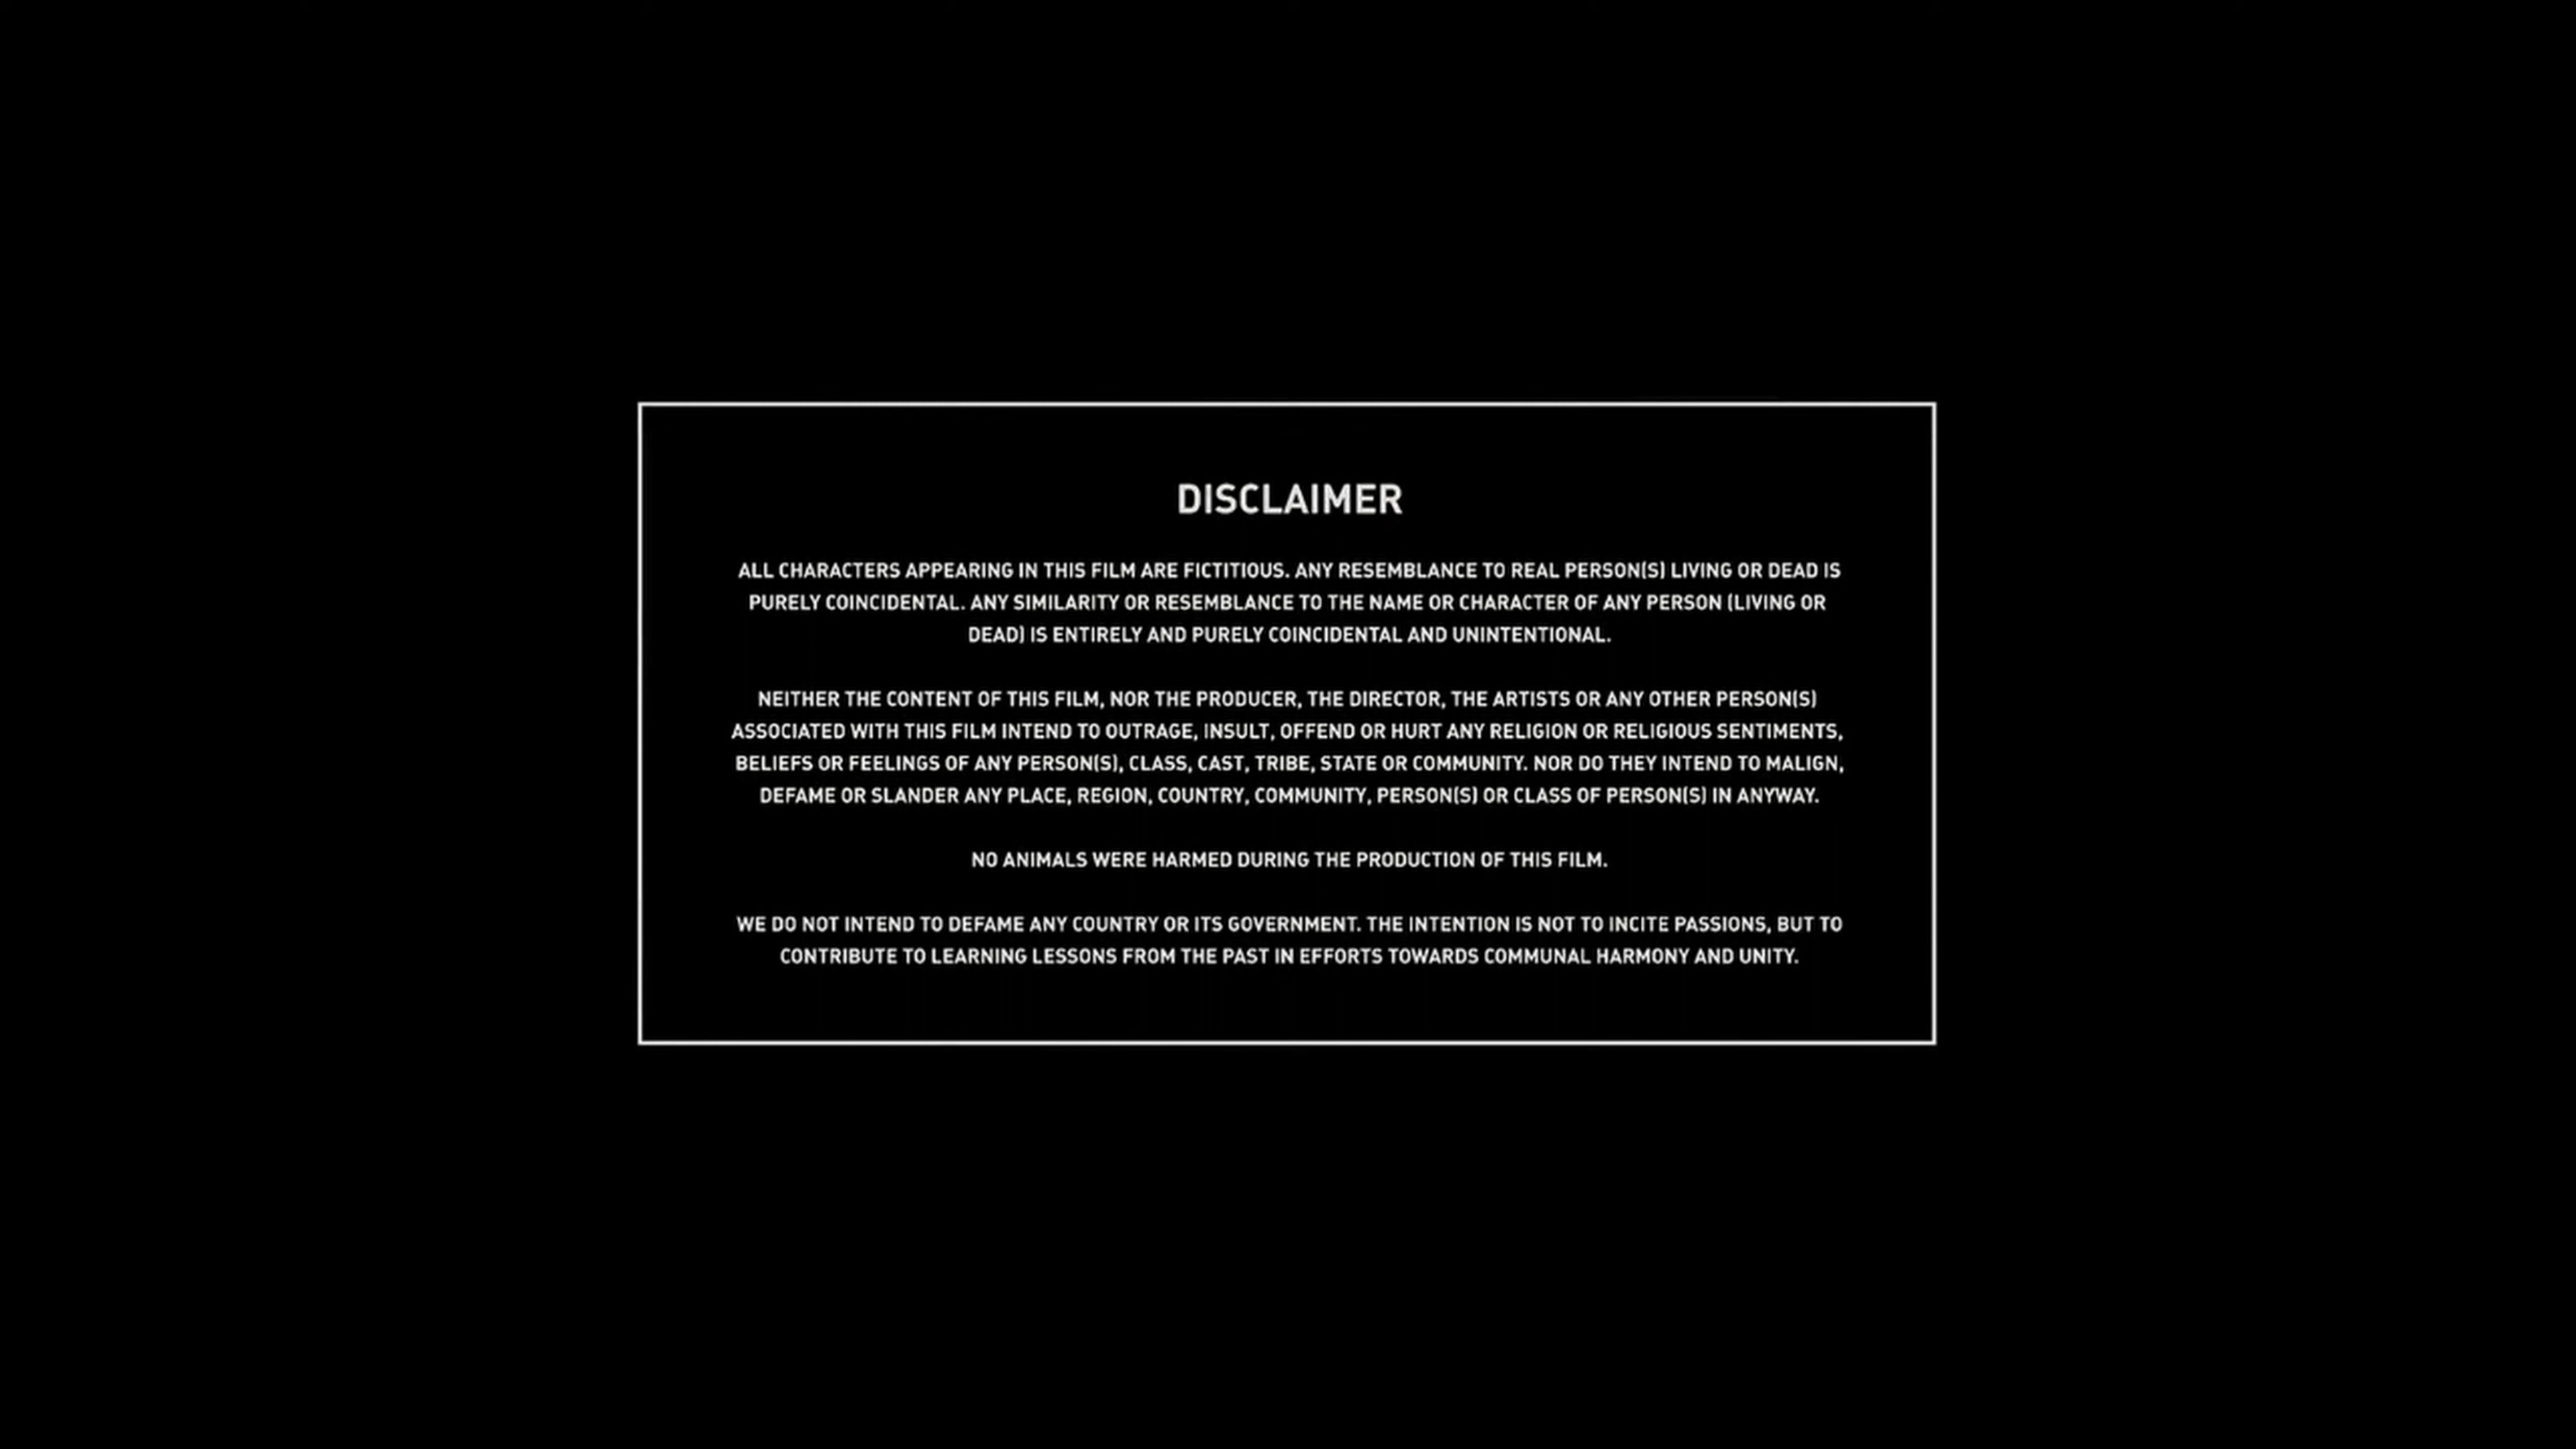 DISCLAIMER
ALL CHARACTERS APPEARING IN THIS FILM ARE FICTITIOUS. ANY RESEMBLANCE TO REAL PERSON(S) LIVING OR DEAD IS
PURELY COINCIDENTAL. ANY SIMILARITY OR RESEMBLANCE TO THE NAME OR CHARACTER OF ANY PERSON (LIVING OR
DEAD) IS ENTIRELY AND PURELY COINCIDENTAL AND UNINTENTIONAL.
NEITHER THE CONTENT OF THIS FILM, NOR THE PRODUCER, THE DIRECTOR, THE ARTISTS OR ANY OTHER PERSON(S)
ASSOCIATED WITH THIS FILM INTEND TO OUTRAGE, INSULT, OFFEND OR HURT ANY RELIGION OR RELIGIOUS SENTIMENTS,
BELIEFS OR FEELINGS OF ANY PERSON(S), CLASS, CAST, TRIBE, STATE OR COMMUNITY. NOR DO THEY INTEND TO MALIGN,
DEFAME OR SLANDER ANY PLACE, REGION, COUNTRY, COMMUNITY, PERSON(S) OR CLASS OF PERSON(S) IN ANYWAY.
NO ANIMALS WERE HARMED DURING THE PRODUCTION OF THIS FILM.
WE DO NOT INTEND TO DEFAME ANY COUNTRY OR ITS GOVERNMENT. THE INTENTION IS NOT TO INCITE PASSIONS, BUT TO
CONTRIBUTE TO LEARNING LESSONS FROM THE PAST IN EFFORTS TOWARDS COMMUNAL HARMONY AND UNITY.